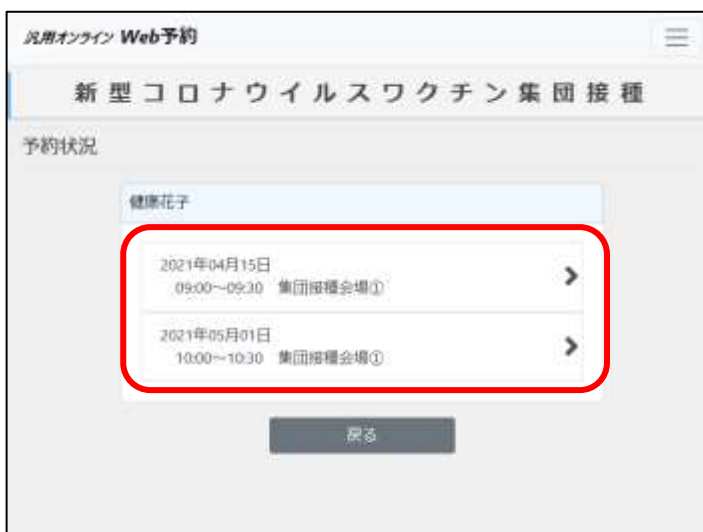 汎用オンライン Web予約
新型コロナウイルスワクチン集団接種
予約状況
健康花子
2021年04月15日
09:00～09:30 集団接種会場①
2021年05月01日
10:00～10:30 集団接種会場①
戻る